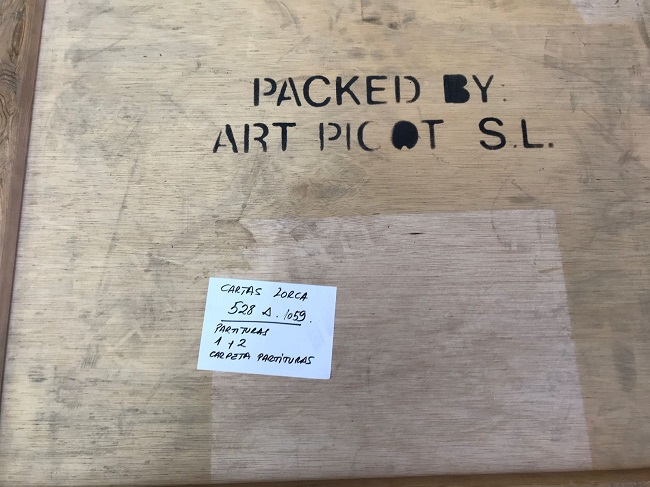 PACKED BY:
ART PICOT S.L.
CARTAS LORCA
528 A. 1059.
PARTITURAS
1 y 2
CARPETA PARTITURAS